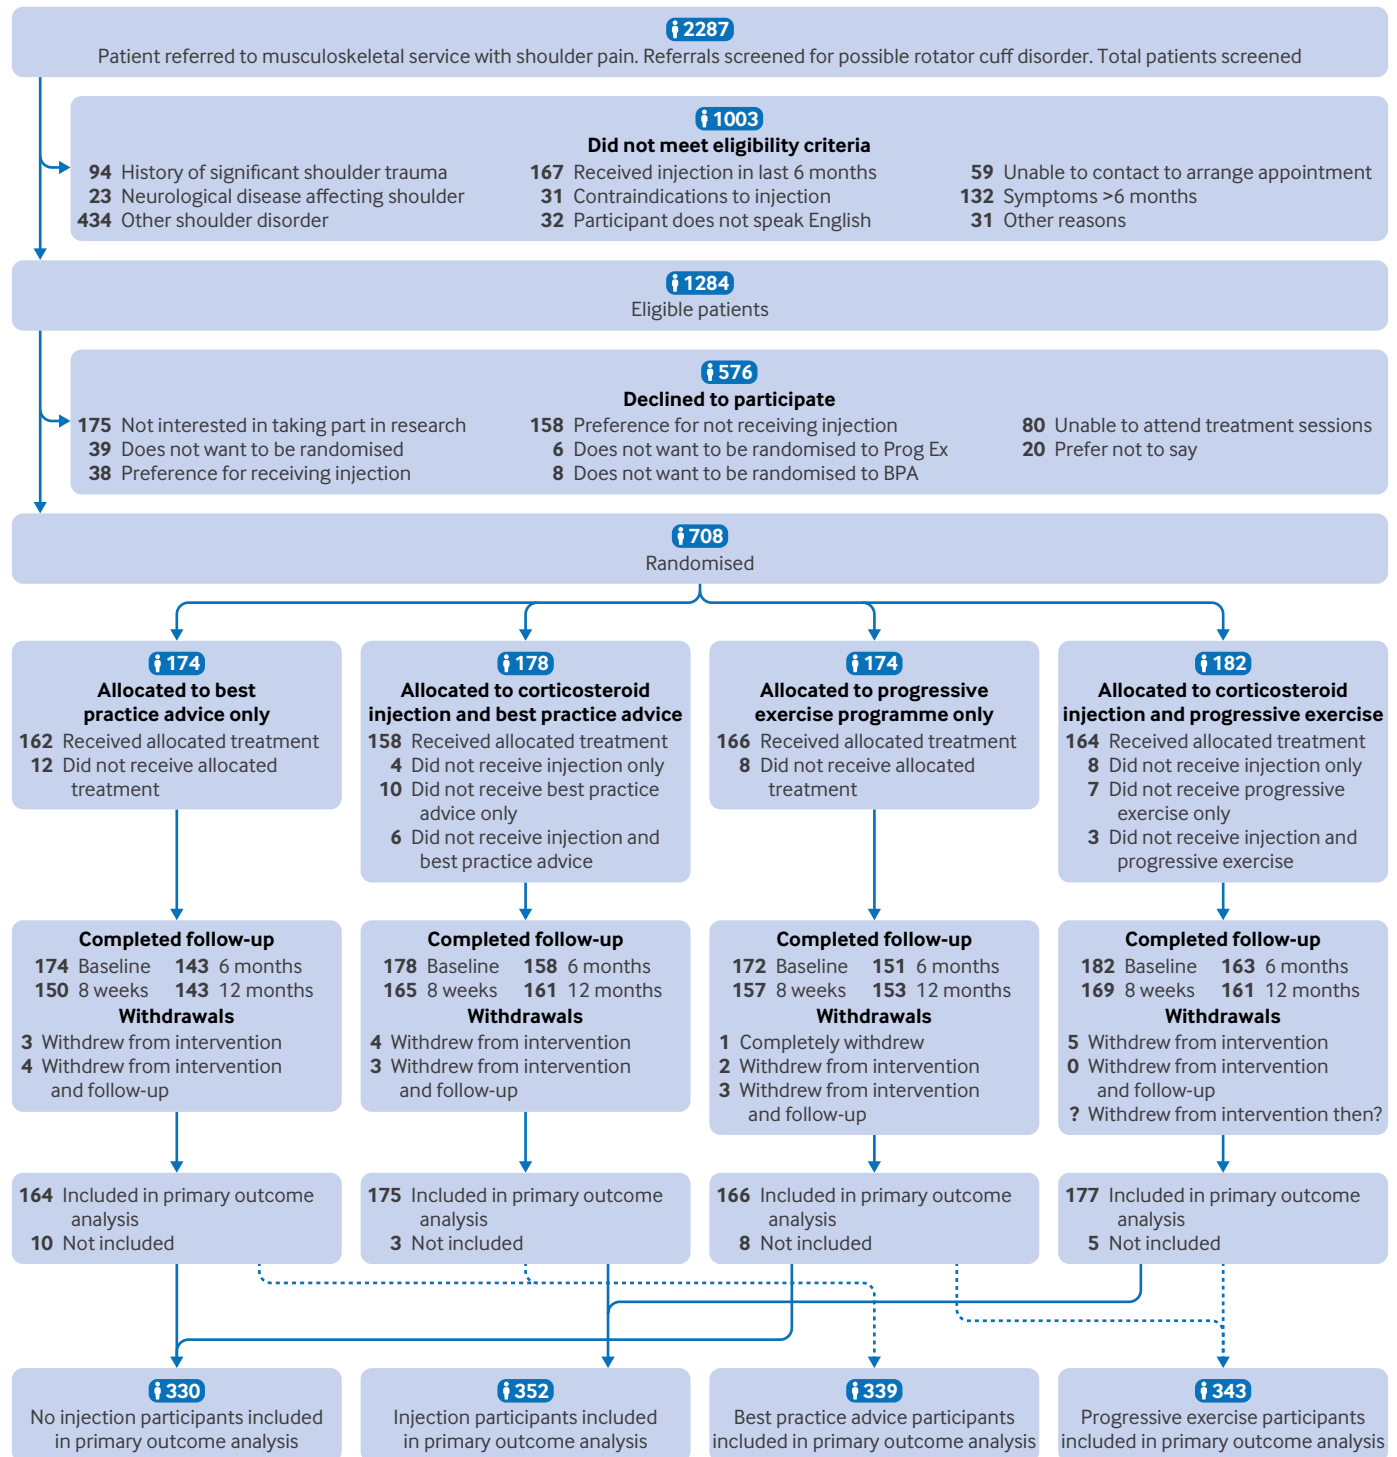 2287
Patient referred to musculoskeletal service with shoulder pain. Referrals screened for possible rotator cuff disorder. Total patients screened
1003
Did not meet eligibility criteria
94 History of significant shoulder trauma
23 Neurological disease affecting shoulder
434 Other shoulder disorder
167 Received injection in last 6 months
31 Contraindications to injection
32 Participant does not speak English
59 Unable to contact to arrange appointment
132 Symptoms >6 months
31 Other reasons
1284
Eligible patients
576
Declined to participate
175 Not interested in taking part in research
39 Does not want to be randomised
38 Preference for receiving injection
158 Preference for not receiving injection
6 Does not want to be randomised to Prog Ex
8 Does not want to be randomised to BPA
80 Unable to attend treatment sessions
20 Prefer not to say
708
Randomised
174
Allocated to best
practice advice only
162 Received allocated treatment
12 Did not receive allocated
treatment
178
Allocated to corticosteroid
injection and best practice advice
158 Received allocated treatment
4 Did not receive injection only
10 Did not receive best practice
advice only
6 Did not receive injection and
best practice advice
174
Allocated to progressive
exercise programme only
166 Received allocated treatment
8 Did not receive allocated
treatment
182
Allocated to corticosteroid
injection and progressive exercise
164 Received allocated treatment
8 Did not receive injection only
7 Did not receive progressive
exercise only
3 Did not receive injection and
progressive exercise
Completed follow-up
174 Baseline 143 6 months
150 8 weeks 143 12 months
Withdrawals
3 Withdrew from intervention
4 Withdrew from intervention
and follow-up
Completed follow-up
178 Baseline 158 6 months
165 8 weeks 161 12 months
Withdrawals
4 Withdrew from intervention
3 Withdrew from intervention
and follow-up
Completed follow-up
172 Baseline 151 6 months
157 8 weeks 153 12 months
Withdrawals
1 Completely withdrew
2 Withdrew from intervention
3 Withdrew from intervention
and follow-up
Completed follow-up
182 Baseline 163 6 months
169 8 weeks 161 12 months
Withdrawals
5 Withdrew from intervention
0 Withdrew from intervention
and follow-up
? Withdrew from intervention then?
164 Included in primary outcome
analysis
10 Not included
175 Included in primary outcome
analysis
3 Not included
166 Included in primary outcome
analysis
8 Not included
177 Included in primary outcome
analysis
5 Not included
330
No injection participants included
in primary outcome analysis
352
Injection participants included
in primary outcome analysis
339
Best practice advice participants
included in primary outcome analysis
343
Progressive exercise participants
included in primary outcome analysis